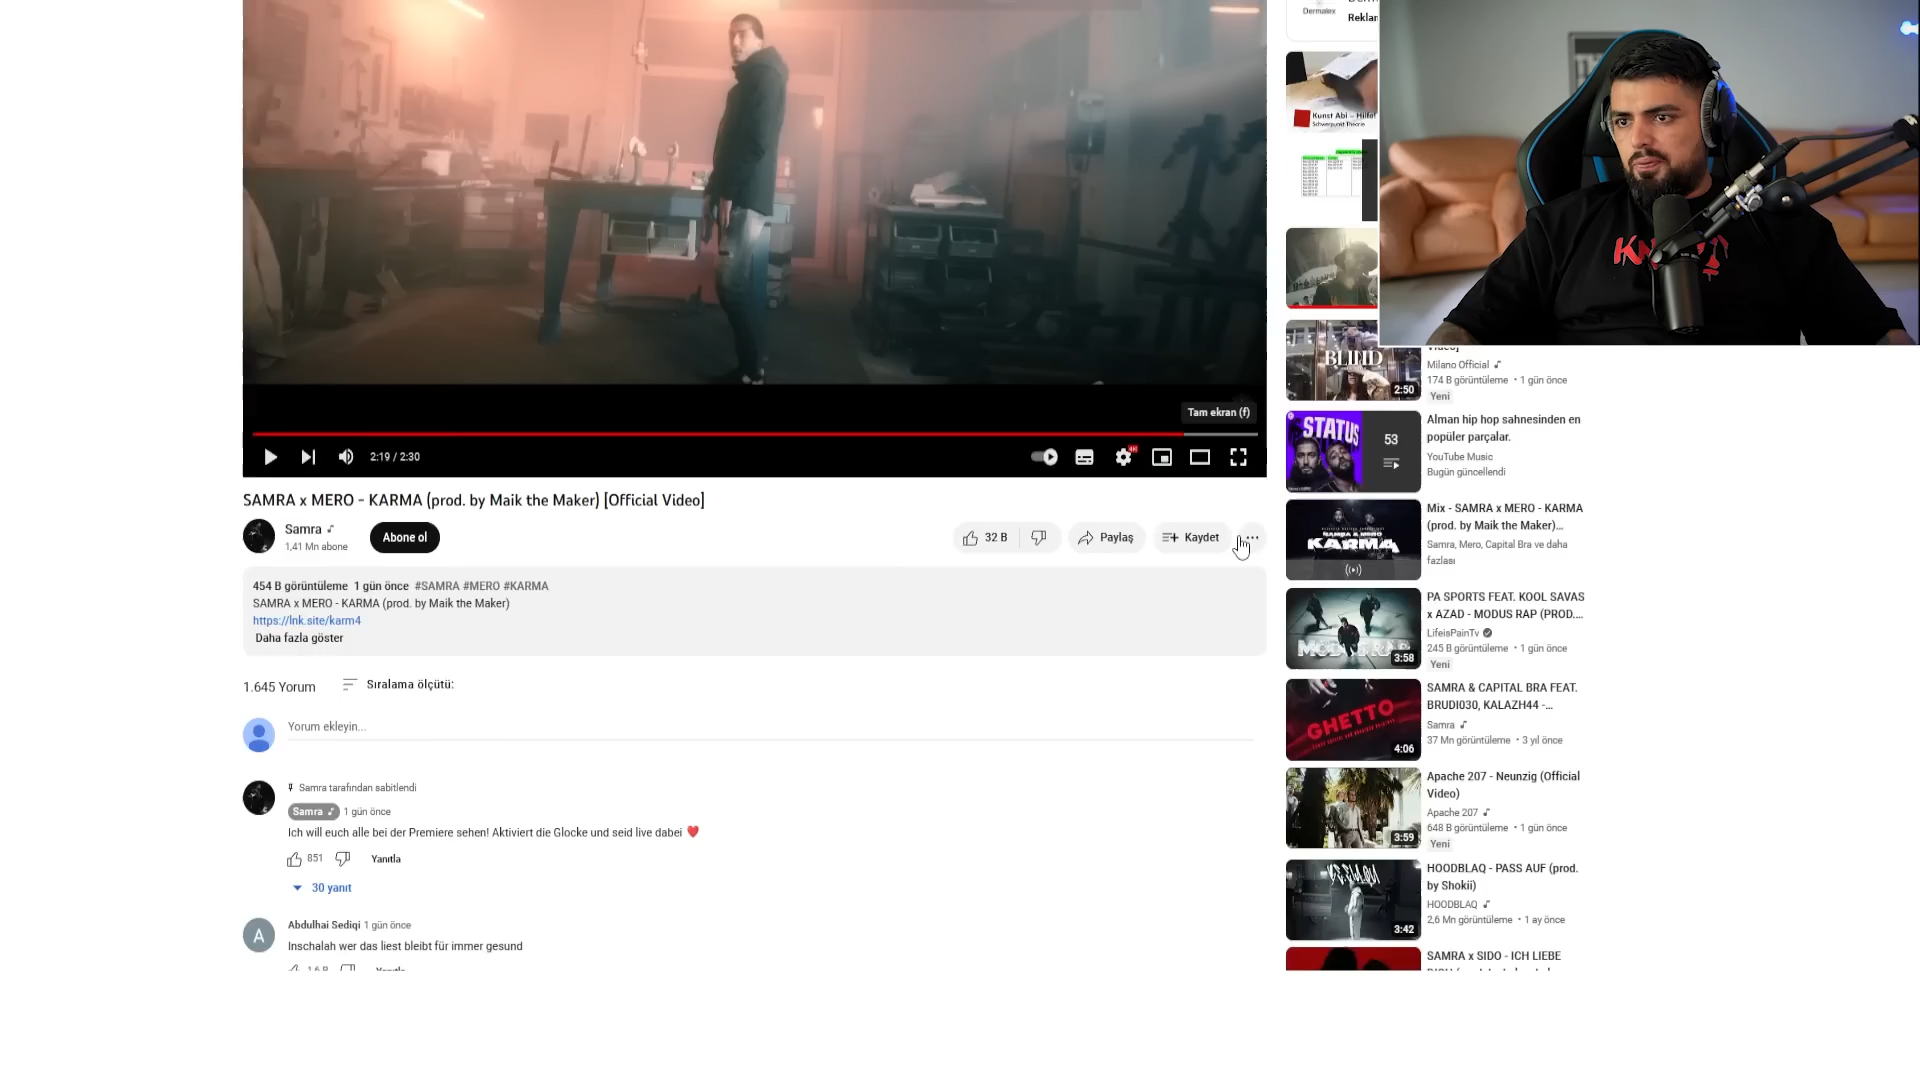 Tam ekran (f)
2:19 / 2:30
SAMRA x MERO - KARMA (prod. by Maik the Maker) [Official Video]
Samra
1,41 Mn abone
Abone ol
32 B
Paylaş
Kaydet
454 B görüntüleme 1 gün önce #SAMRA #MERO #KARMA
SAMRA x MERO - KARMA (prod. by Maik the Maker)
https://lnk.site/karm4
Daha fazla göster
1.645 Yorum
Sıralama ölçütü:
Yorum ekleyin...
Samra tarafından sabitlendi
Samra
1 gün önce
Ich will euch alle bei der Premiere sehen! Aktiviert die Glocke und seid live dabei ❤️
851
Yanıtla
30 yanıt
A
Abdulhai Sediqi 1 gün önce
Inschalah wer das liest bleibt für immer gesund
Dermalex
Kunst Abi – Hilfe!
Schwerpunkt Theorie
BLIND
2:50
Milano Official
174 B görüntüleme • 1 gün önce
Yeni
STATUS
53
Alman hip hop sahnesinden en
popüler parçalar.
YouTube Music
Bugün güncellendi
SAMRA & MERO
KARMA
Mix - SAMRA x MERO - KARMA
(prod. by Maik the Maker)...
Samra, Mero, Capital Bra ve daha
fazlası
3:58
PA SPORTS FEAT. KOOL SAVAS
x AZAD - MODUS RAP (PROD....
LifeisPainTv
245 B görüntüleme • 1 gün önce
Yeni
GHETTO
4:06
SAMRA & CAPITAL BRA FEAT.
BRUDI030, KALAZH44 -...
Samra
37 Mn görüntüleme • 3 yıl önce
3:59
Apache 207 - Neunzig (Official
Video)
Apache 207
648 B görüntüleme • 1 gün önce
Yeni
3:42
HOODBLAQ - PASS AUF (prod.
by Shokii)
HOODBLAQ
2,6 Mn görüntüleme • 1 ay önce
SAMRA x SIDO - ICH LIEBE